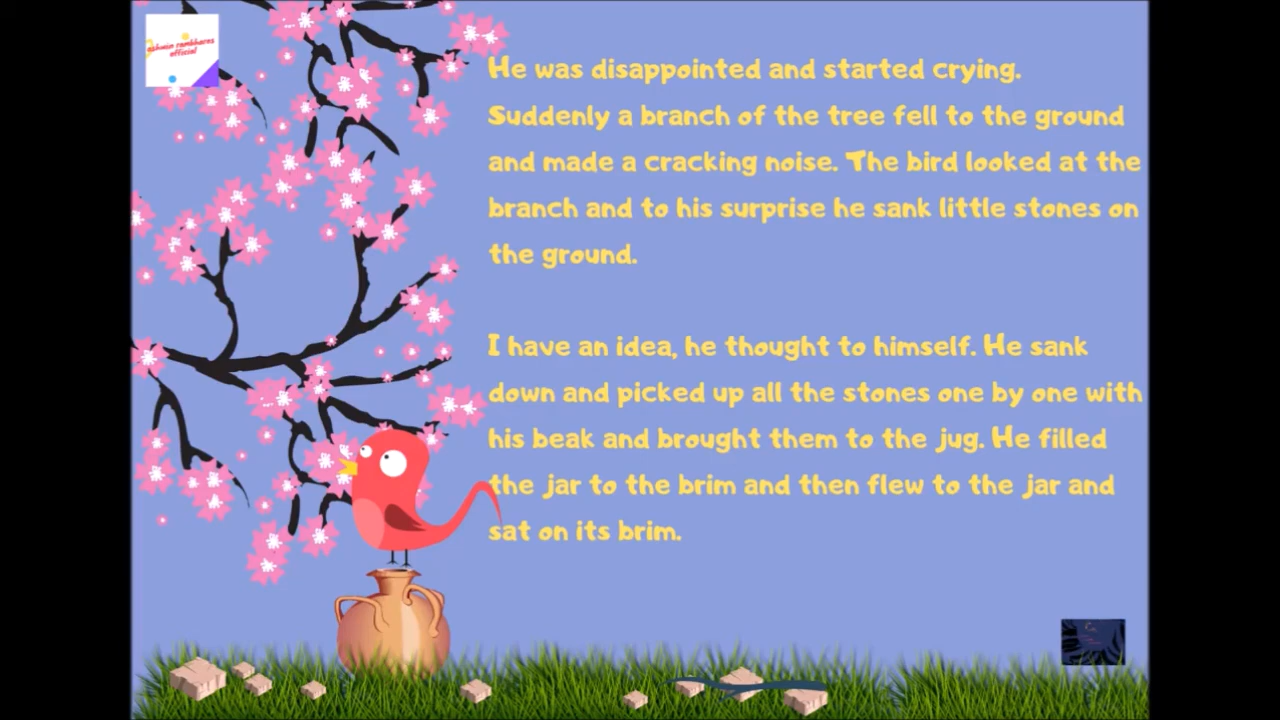 ashwin rambharos
official
He was disappointed and started crying.
Suddenly a branch of the tree fell to the ground
and made a cracking noise. The bird looked at the
branch and to his surprise he sank little stones on
the ground.
I have an idea, he thought to himself. He sank
down and picked up all the stones one by one with
his beak and brought them to the jug. He filled
the jar to the brim and then flew to the jar and
sat on its brim.